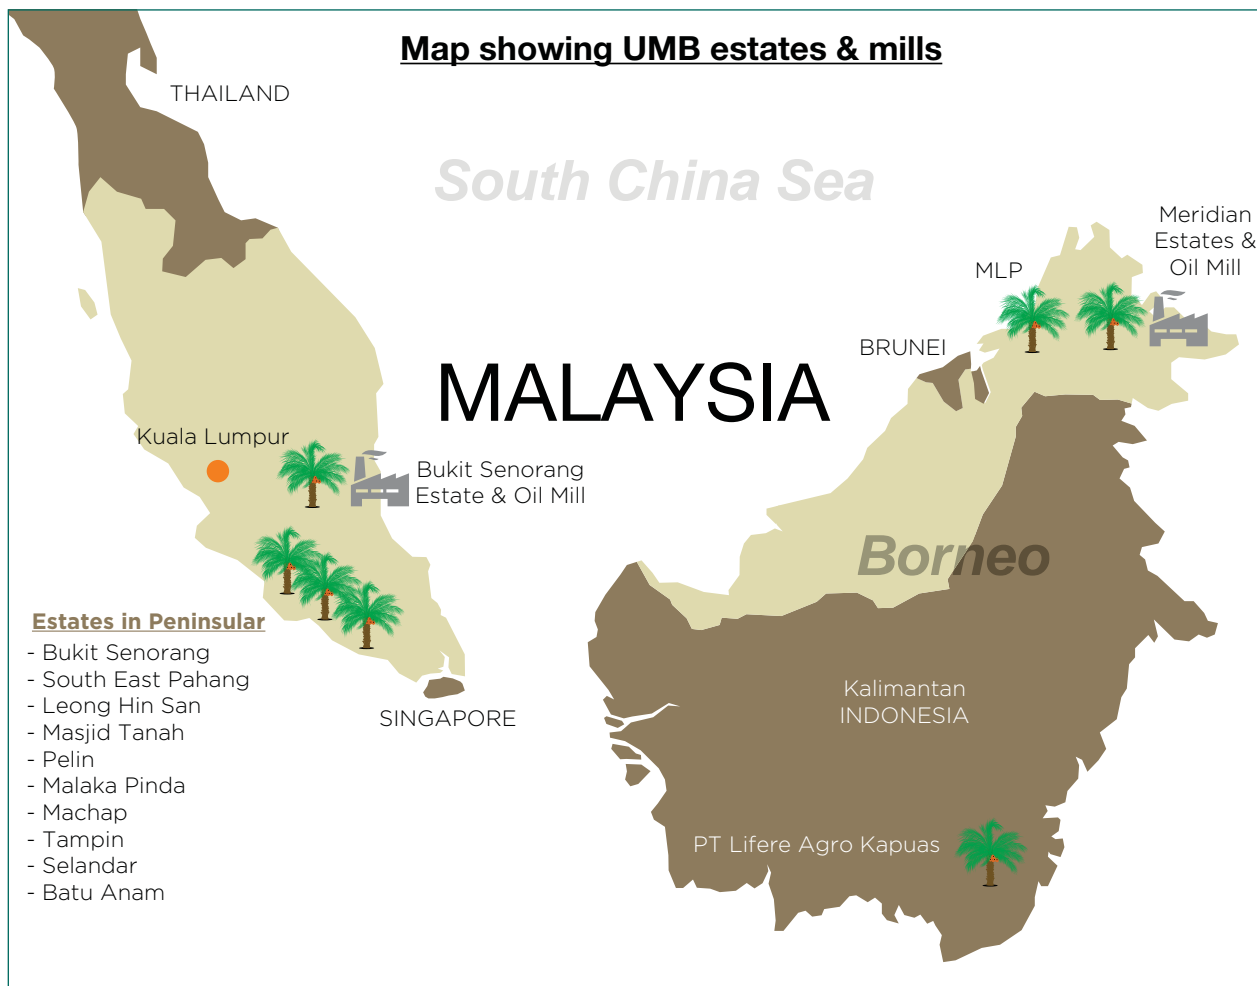 Map showing UMB estates & mills
THAILAND
South China Sea
Meridian
Estates &
Oil Mill
MLP
BRUNEI
MALAYSIA
Kuala Lumpur
Bukit Senorang
Estate & Oil Mill
Borneo
Estates in Peninsular
- Bukit Senorang
- South East Pahang
- Leong Hin San
- Masjid Tanah
- Pelin
- Malaka Pinda
- Machap
- Tampin
- Selandar
- Batu Anam
SINGAPORE
Kalimantan
INDONESIA
PT Lifere Agro Kapuas